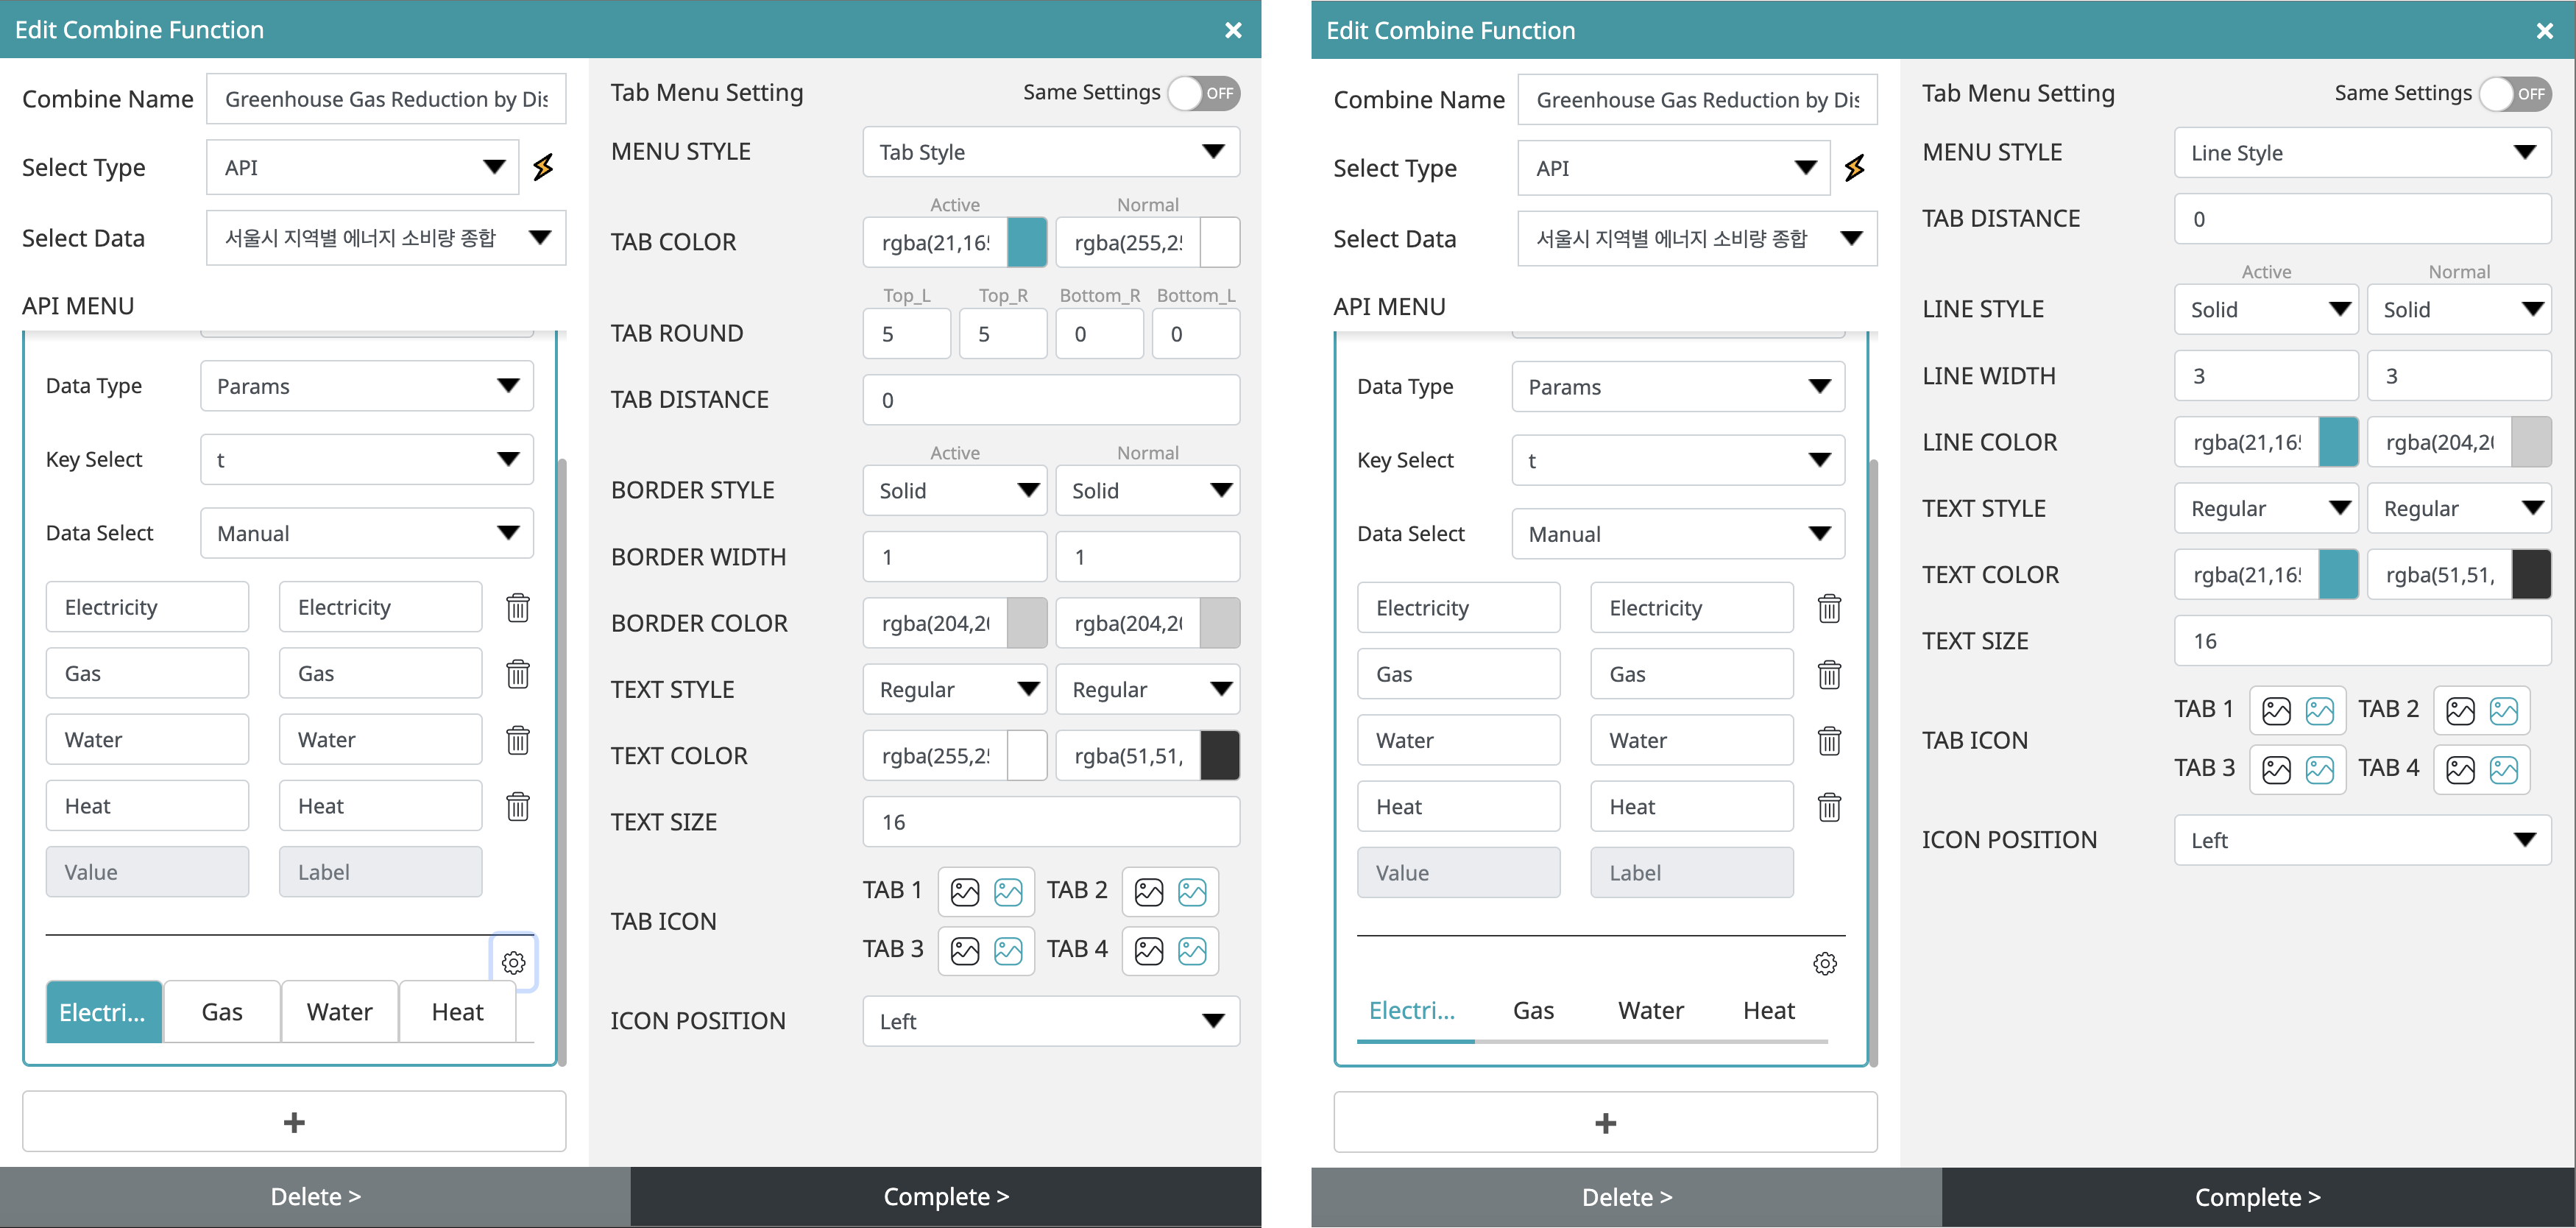 Edit Combine Function
Combine Name
Greenhouse Gas Reduction by Dis
Select Type
API
Select Data
서울시 지역별 에너지 소비량 종합
API MENU
Data Type
Params
Key Select
t
Data Select
Manual
Electricity
Electricity
Gas
Gas
Water
Water
Heat
Heat
Value
Label
Electri...
Gas
Water
Heat
+
Tab Menu Setting
Same Settings
OFF
MENU STYLE
Tab Style
Active
Normal
TAB COLOR
rgba(21,165
rgba(255,25
Top_L
Top_R
Bottom_R
Bottom_L
TAB ROUND
5
5
0
0
TAB DISTANCE
0
Active
Normal
BORDER STYLE
Solid
Solid
BORDER WIDTH
1
1
BORDER COLOR
rgba(204,20
rgba(204,20
TEXT STYLE
Regular
Regular
TEXT COLOR
rgba(255,25
rgba(51,51,
TEXT SIZE
16
TAB ICON
TAB 1
TAB 2
TAB 3
TAB 4
ICON POSITION
Left
Delete >
Complete >
Edit Combine Function
Combine Name
Greenhouse Gas Reduction by Dis
Select Type
API
Select Data
서울시 지역별 에너지 소비량 종합
API MENU
Data Type
Params
Key Select
t
Data Select
Manual
Electricity
Electricity
Gas
Gas
Water
Water
Heat
Heat
Value
Label
Electri...
Gas
Water
Heat
+
Tab Menu Setting
Same Settings
OFF
MENU STYLE
Line Style
TAB DISTANCE
0
Active
Normal
LINE STYLE
Solid
Solid
LINE WIDTH
3
3
LINE COLOR
rgba(21,165
rgba(204,20
TEXT STYLE
Regular
Regular
TEXT COLOR
rgba(21,165
rgba(51,51,
TEXT SIZE
16
TAB ICON
TAB 1
TAB 2
TAB 3
TAB 4
ICON POSITION
Left
Delete >
Complete >